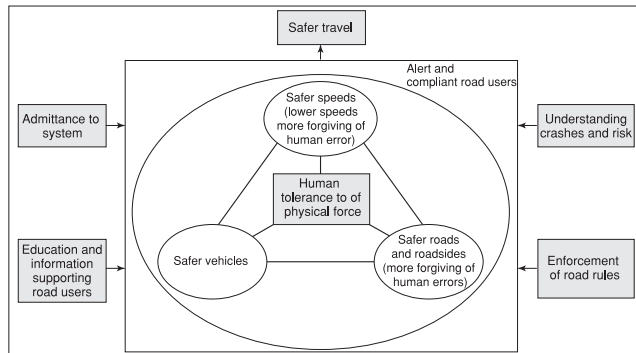 Safer travel
Alert and
compliant road users
Safer speeds
(lower speeds
more forgiving of
human error)
Admittance to
system
Understanding
crashes and risk
Human
tolerance to of
physical force
Safer vehicles
Safer roads
and roadsides
(more forgiving of
human errors)
Education and
information
supporting
road users
Enforcement
of road rules